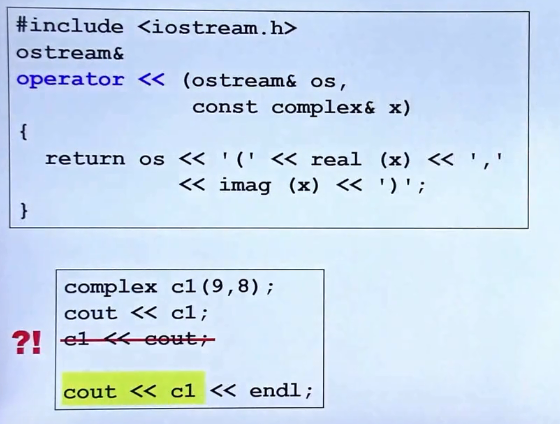 #include <iostream.h>
ostream&
operator << (ostream& os,
             const complex& x)
{
  return os << '(' << real (x) << ','
            << imag (x) << ')';
}
complex c1(9,8);
cout << c1;
?! c1 << cout;
cout << c1 << endl;